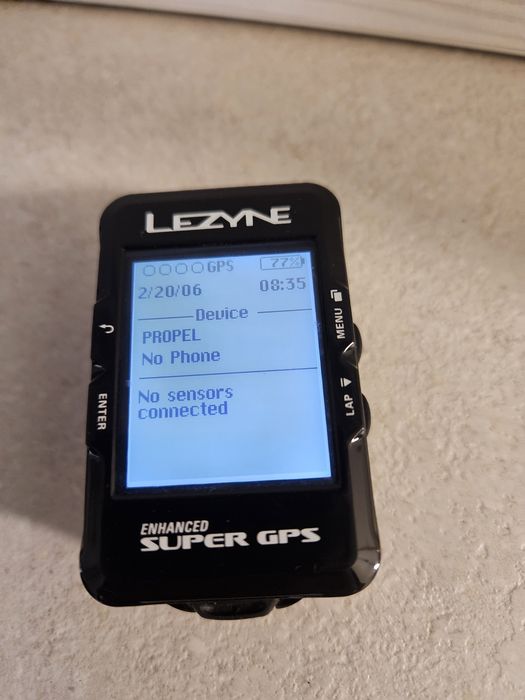 LEZYNE
GPS 77%
2/20/06 08:35
Device
PROPEL
No Phone
No sensors
connected
MENU
LAP
ENTER
ENHANCED
SUPER GPS